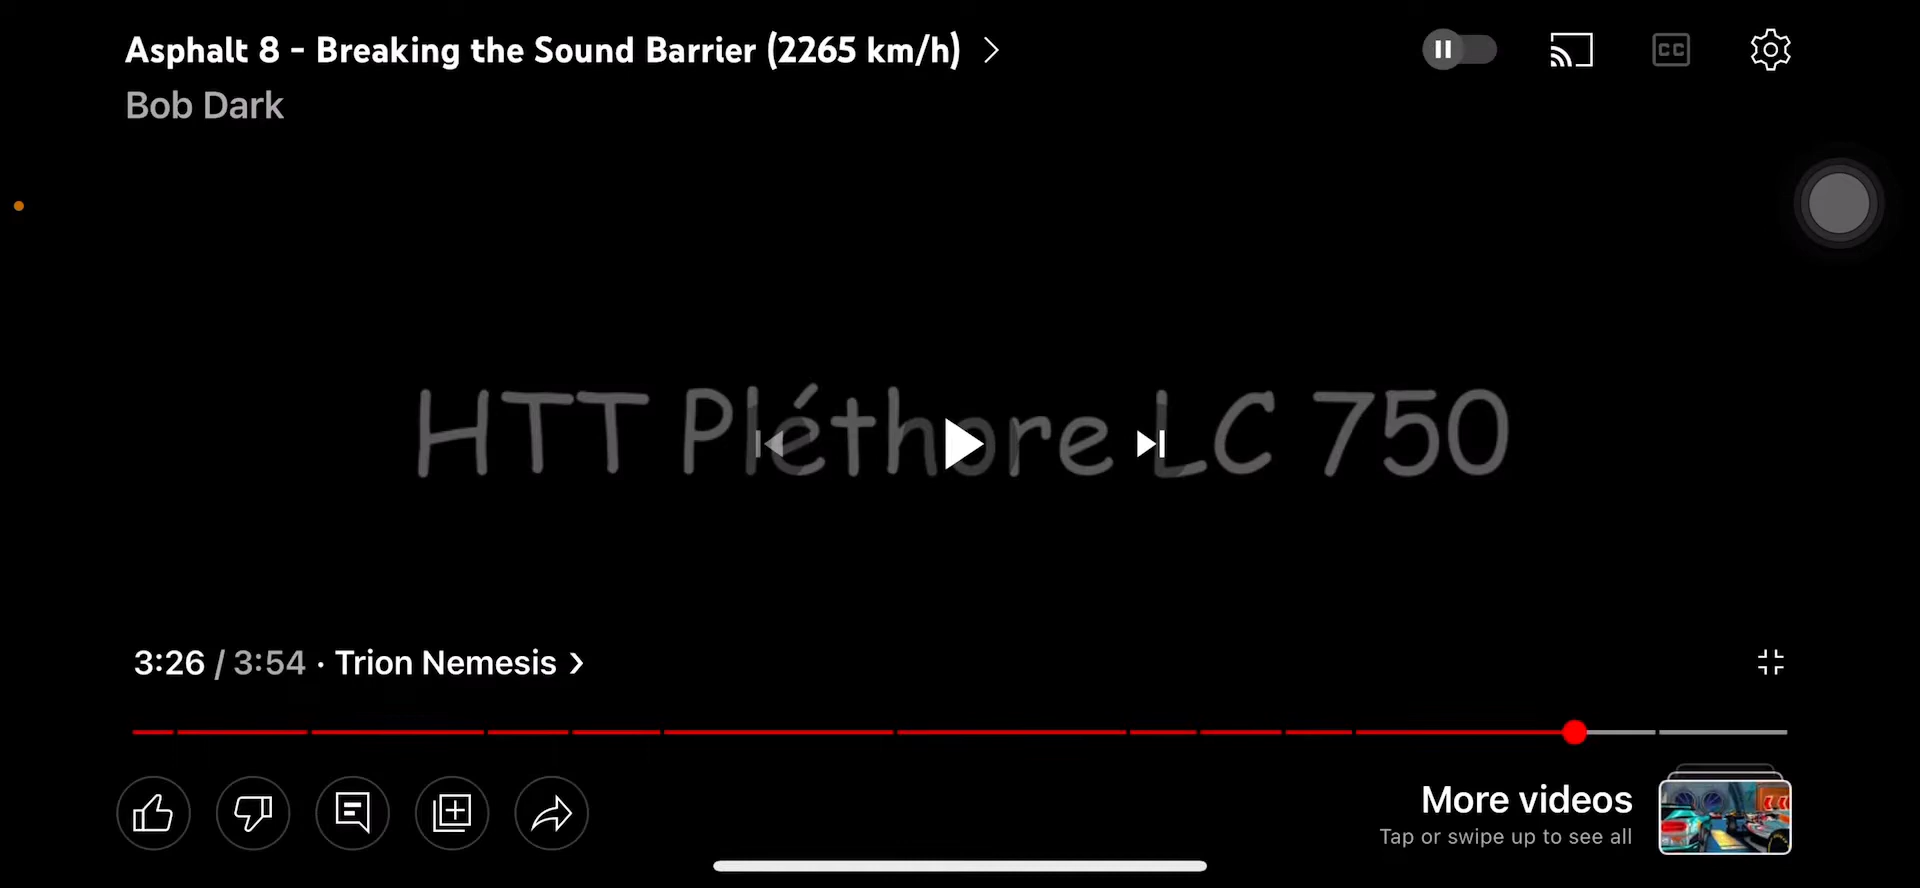 Asphalt 8 - Breaking the Sound Barrier (2265 km/h)
CC
Bob Dark
HTT Pléthore LC 750
3:26 / 3:54 · Trion Nemesis
More videos
Tap or swipe up to see all